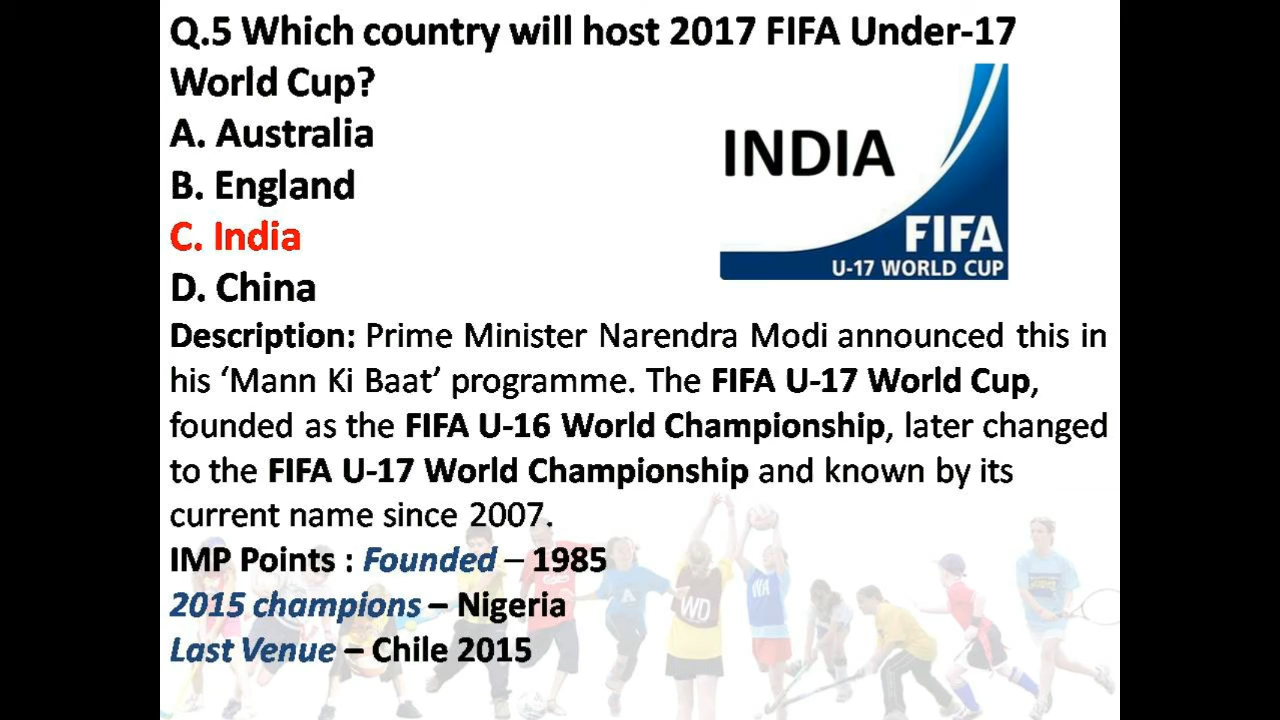 Q.5 Which country will host 2017 FIFA Under-17
World Cup?
A. Australia
B. England
C. India
D. China
INDIA
FIFA
U-17 WORLD CUP
Description: Prime Minister Narendra Modi announced this in
his ‘Mann Ki Baat’ programme. The FIFA U-17 World Cup,
founded as the FIFA U-16 World Championship, later changed
to the FIFA U-17 World Championship and known by its
current name since 2007.
IMP Points : Founded – 1985
2015 champions – Nigeria
Last Venue – Chile 2015
WD
WA
A